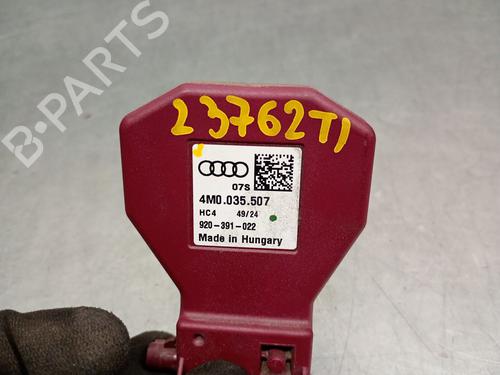 B-PARTS
23762TI
07S
4M0.035.507
HC4 49/24
920-391-022
Made in Hungary